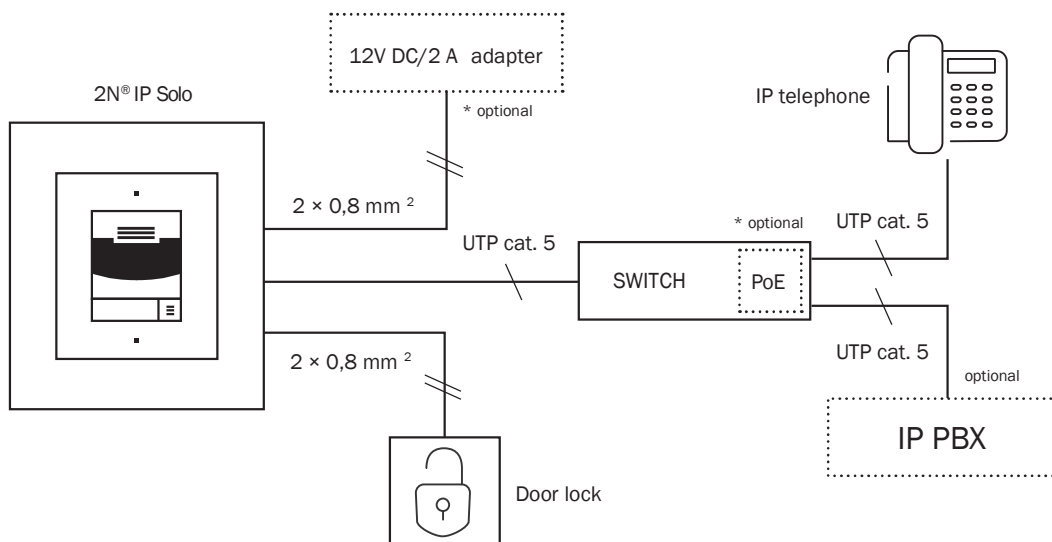 12V DC/2 A adapter
* optional
2N® IP Solo
IP telephone
2 × 0,8 mm ²
UTP cat. 5
* optional
UTP cat. 5
SWITCH
PoE
2 × 0,8 mm ²
UTP cat. 5
optional
IP PBX
Door lock